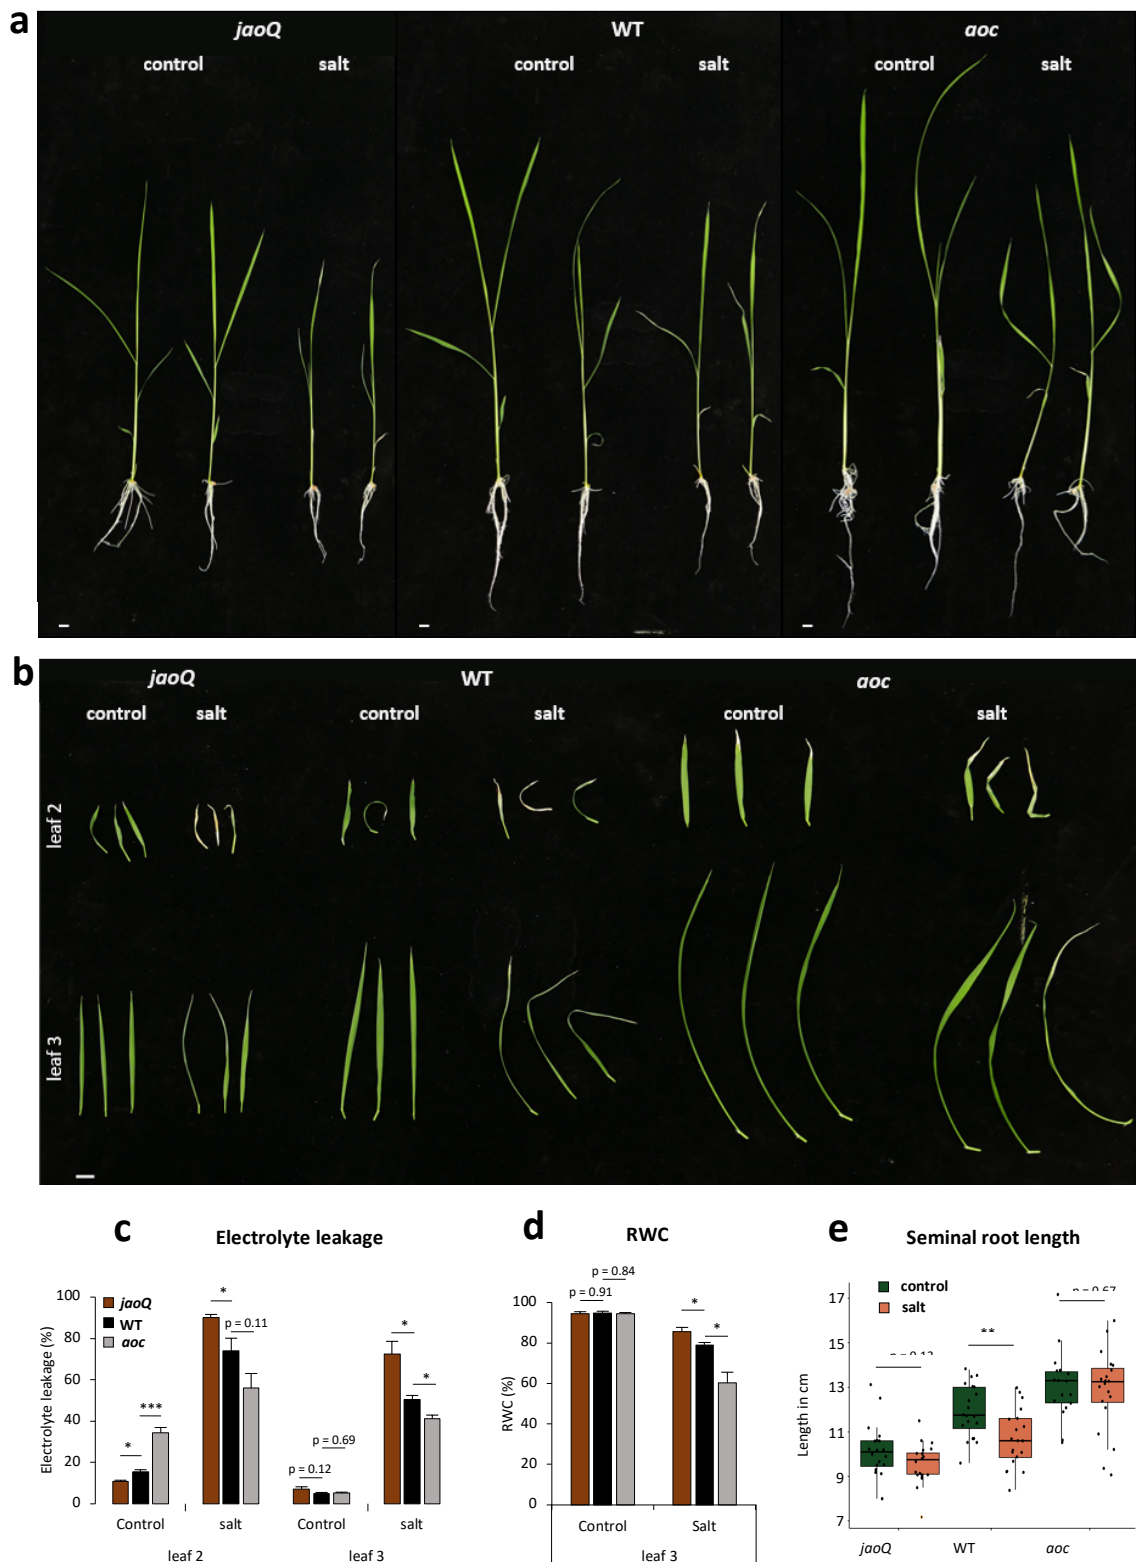 a
jaoQ WT aoc
control salt control salt control salt
b
jaoQ WT aoc
control salt control salt control salt
leaf 2
leaf 3
c Electrolyte leakage
jaoQ
WT
aoc
Electrolyte leakage (%)
100
80
60
40
20
0
* *** * p = 0.11 p = 0.12 p = 0.69 * *
Control salt Control salt
leaf 2 leaf 3
d RWC
RWC (%)
100
80
60
40
20
0
p = 0.91 p = 0.84 * *
Control Salt
leaf 3
e Seminal root length
control
salt
Length in cm
17
15
13
11
9
7
p = 0.13 ** p = 0.67
jaoQ WT aoc